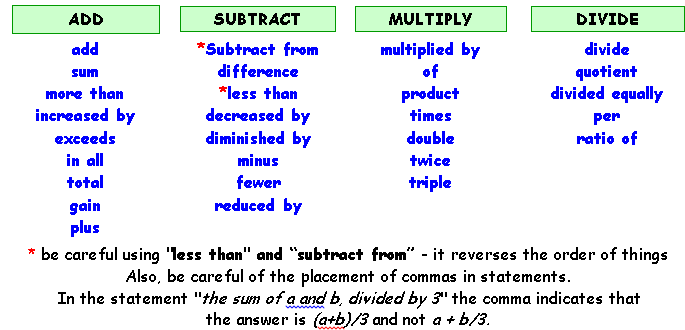 ADD SUBTRACT MULTIPLY DIVIDE
add *Subtract from multiplied by divide
sum difference of quotient
more than *less than product divided equally
increased by decreased by times per
exceeds diminished by double ratio of
in all minus twice
total fewer triple
gain reduced by
plus
* be careful using "less than" and “subtract from” - it reverses the order of things
Also, be careful of the placement of commas in statements.
In the statement "the sum of a and b, divided by 3" the comma indicates that
the answer is (a+b)/3 and not a + b/3.